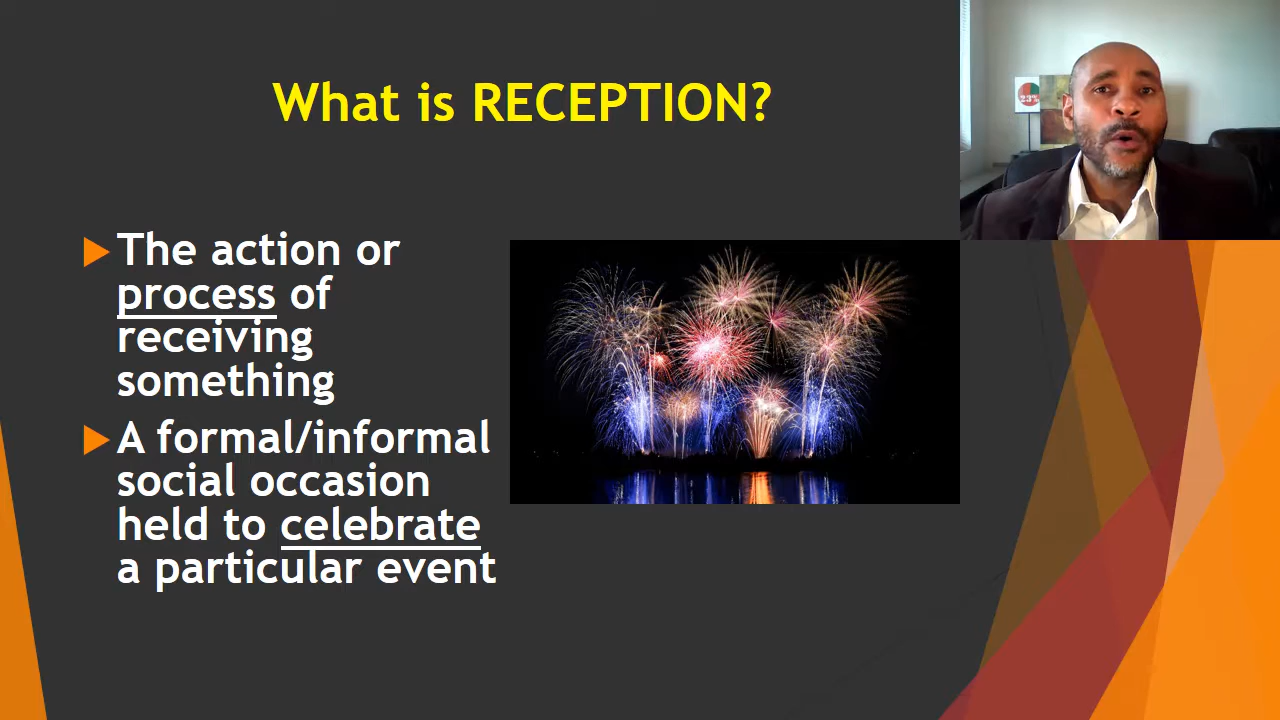 What is RECEPTION?
The action or
process of
receiving
something
A formal/informal
social occasion
held to celebrate
a particular event
23%